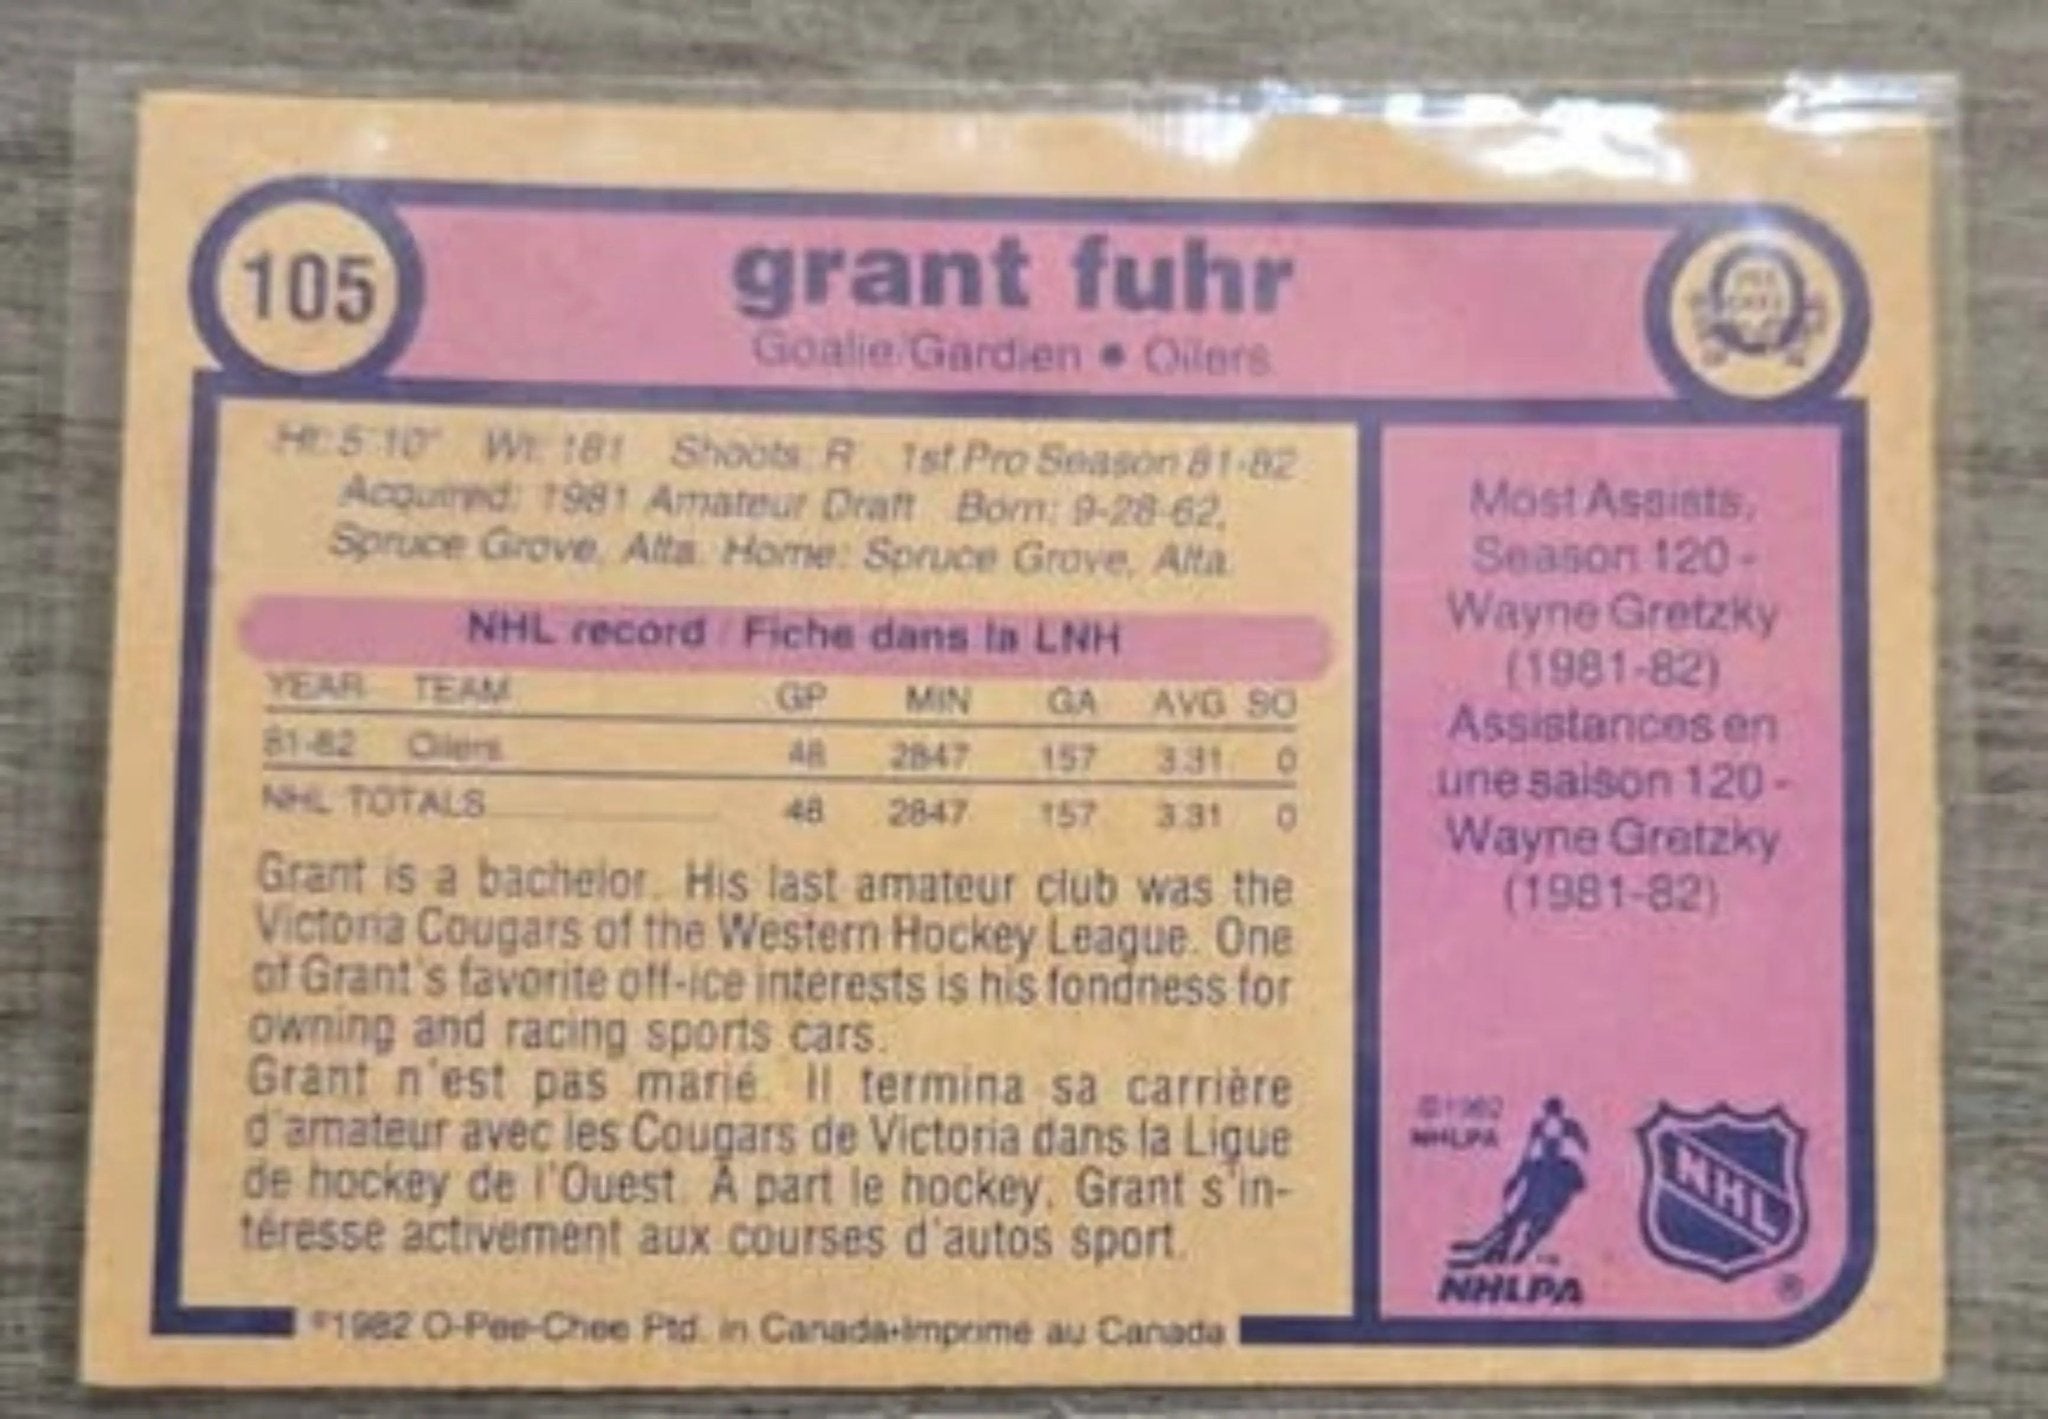 105
grant fuhr
Goalie/Gardien • Oilers
Ht: 5'10" Wt: 181 Shoots: R 1st Pro Season 81-82
Acquired: 1981 Amateur Draft Born: 9-28-62,
Spruce Grove, Alta. Home: Spruce Grove, Alta.
NHL record / Fiche dans la LNH
YEAR TEAM GP MIN GA AVG SO
81-82 Oilers 48 2847 157 3.31 0
NHL TOTALS 48 2847 157 3.31 0
Grant is a bachelor. His last amateur club was the
Victoria Cougars of the Western Hockey League. One
of Grant's favorite off-ice interests is his fondness for
owning and racing sports cars.
Grant n'est pas marié. Il termina sa carrière
d'amateur avec les Cougars de Victoria dans la Ligue
de hockey de l'Ouest. A part le hockey, Grant s'in-
téresse activement aux courses d'autos sport.
©1982 O-Pee-Chee Ptd. in Canada•Imprimé au Canada
Most Assists,
Season 120 -
Wayne Gretzky
(1981-82)
Assistances en
une saison 120 -
Wayne Gretzky
(1981-82)
©1982
NHLPA
NHLPA
NHL